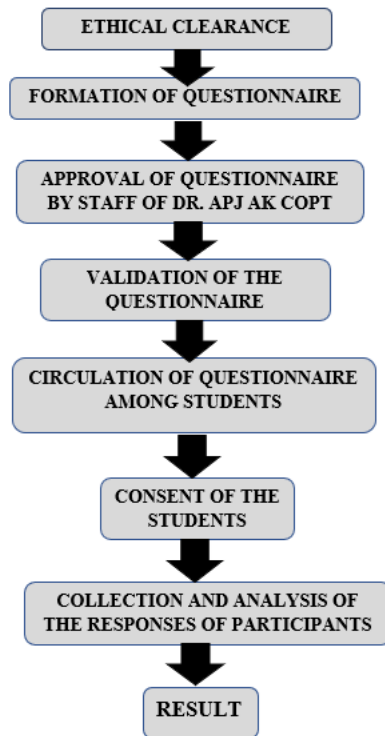 ETHICAL CLEARANCE
FORMATION OF QUESTIONNAIRE
APPROVAL OF QUESTIONNAIRE
BY STAFF OF DR. APJ AK COPT
VALIDATION OF THE
QUESTIONNAIRE
CIRCULATION OF QUESTIONNAIRE
AMONG STUDENTS
CONSENT OF THE
STUDENTS
COLLECTION AND ANALYSIS OF
THE RESPONSES OF PARTICIPANTS
RESULT